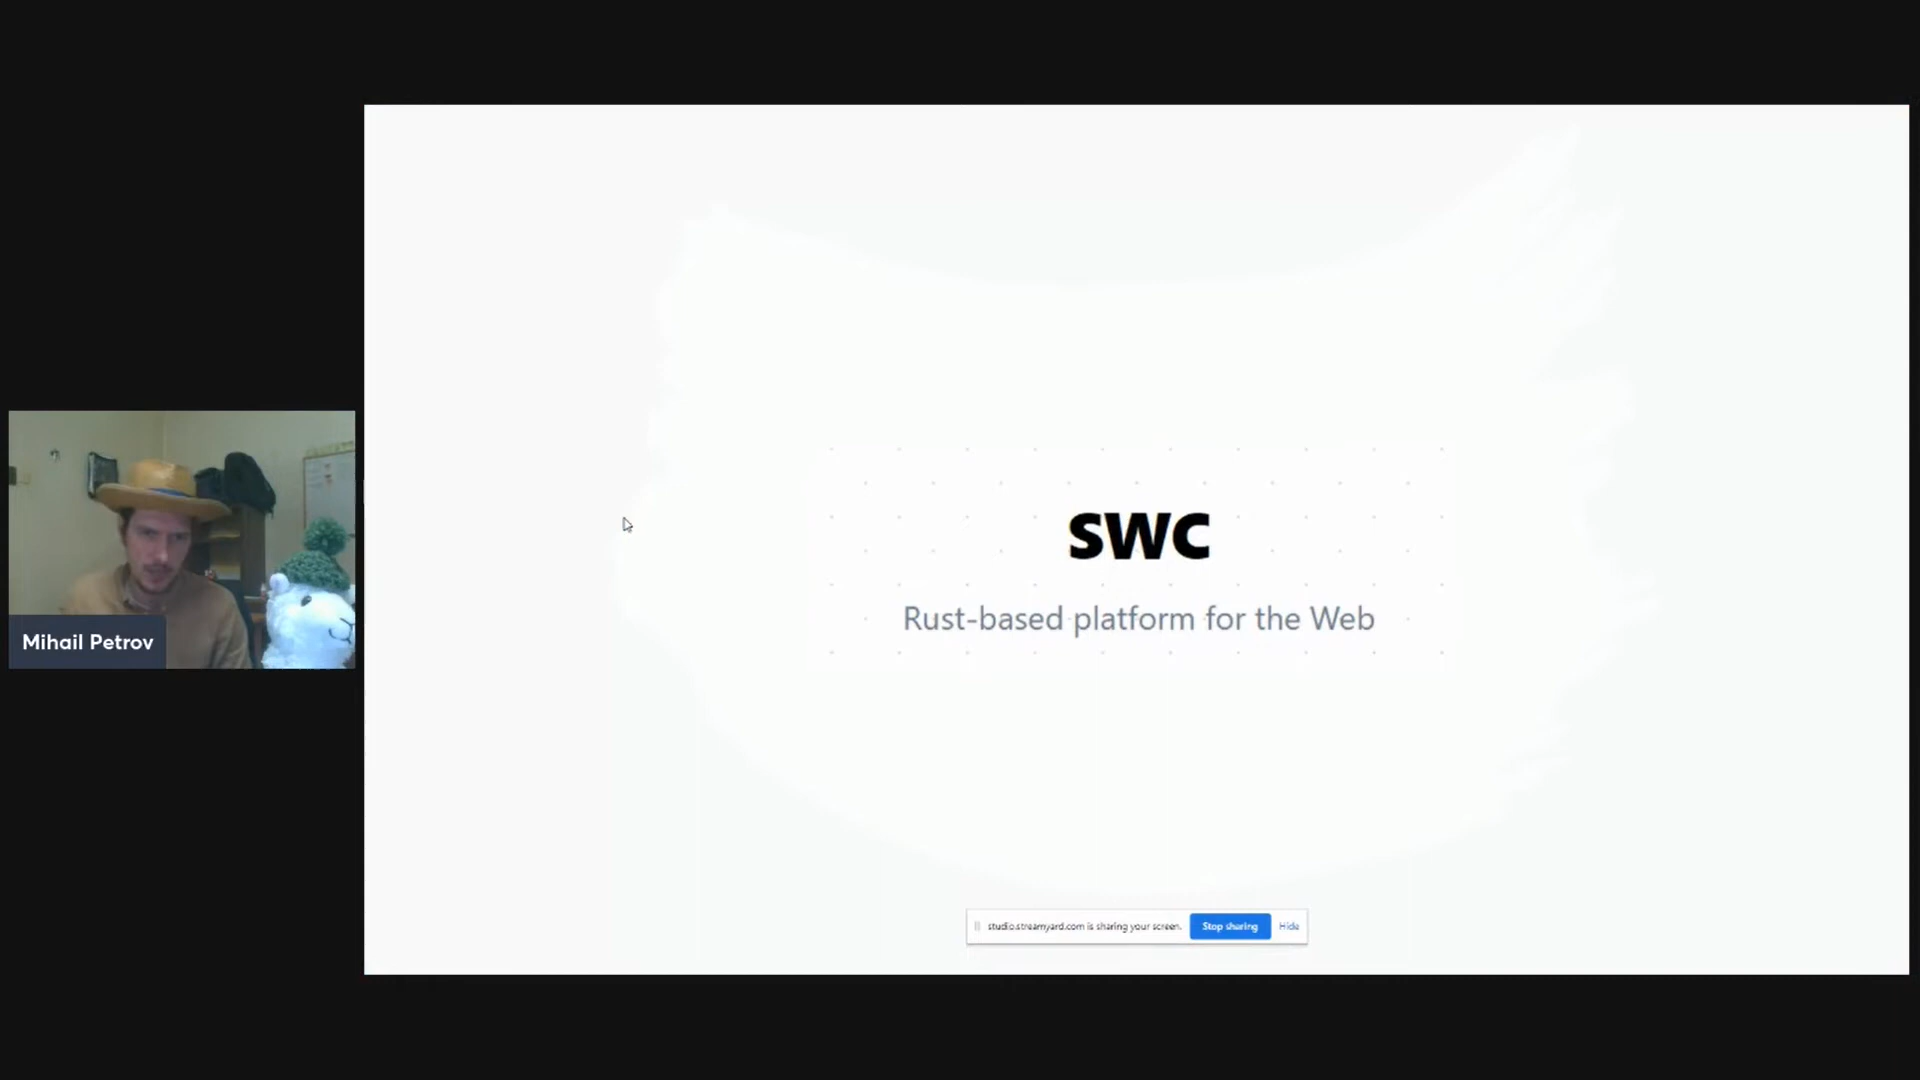 Mihail Petrov
SWC
Rust-based platform for the Web
studio.streamyard.com is sharing your screen.
Stop sharing
Hide